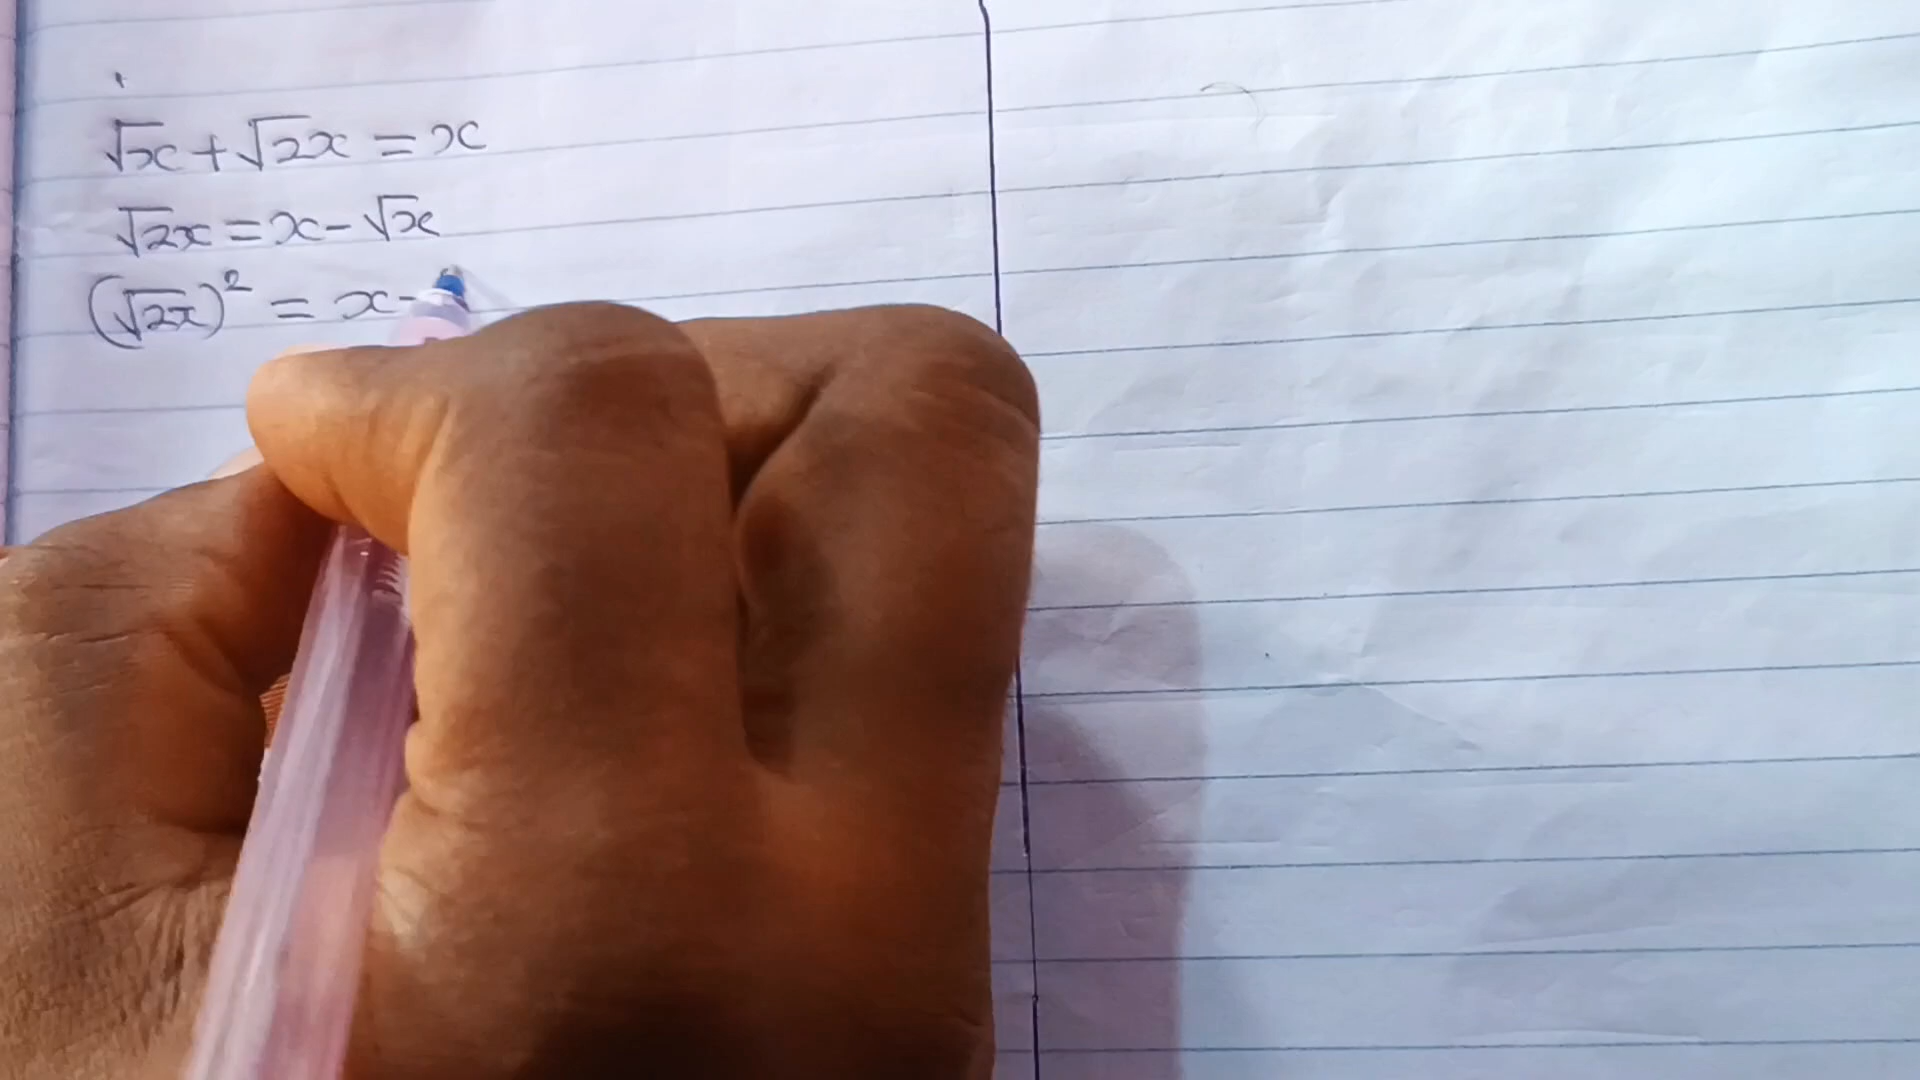 √x + √2x = x
√2x = x - √x
(√2x)² = x -